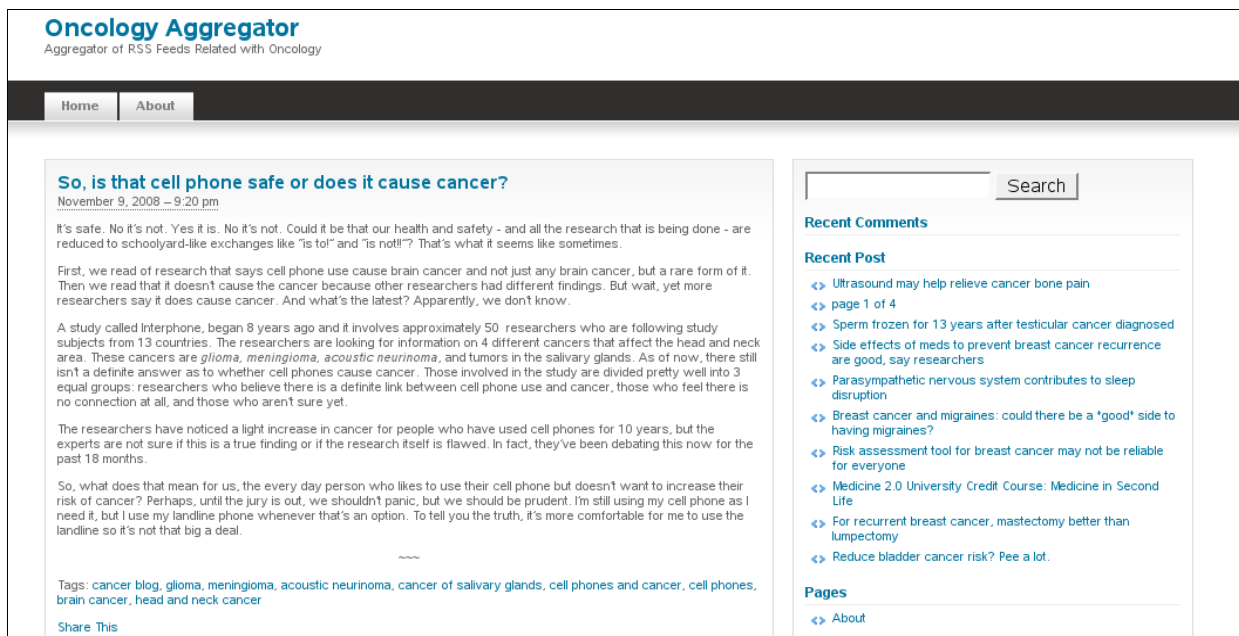 Oncology Aggregator
Aggregator of RSS Feeds Related with Oncology
Home
About
So, is that cell phone safe or does it cause cancer?
November 9, 2008 – 9:20 pm
It's safe. No it's not. Yes it is. No it's not. Could it be that our health and safety - and all the research that is being done - are
reduced to schoolyard-like exchanges like "is to!" and "is not!!"? That's what it seems like sometimes.
First, we read of research that says cell phone use cause brain cancer and not just any brain cancer, but a rare form of it.
Then we read that it doesn't cause the cancer because other researchers had different findings. But wait, yet more
researchers say it does cause cancer. And what's the latest? Apparently, we don't know.
A study called Interphone, began 8 years ago and it involves approximately 50 researchers who are following study
subjects from 13 countries. The researchers are looking for information on 4 different cancers that affect the head and neck
area. These cancers are glioma, meningioma, acoustic neurinoma, and tumors in the salivary glands. As of now, there still
isn't a definite answer as to whether cell phones cause cancer. Those involved in the study are divided pretty well into 3
equal groups: researchers who believe there is a definite link between cell phone use and cancer, those who feel there is
no connection at all, and those who aren't sure yet.
The researchers have noticed a light increase in cancer for people who have used cell phones for 10 years, but the
experts are not sure if this is a true finding or if the research itself is flawed. In fact, they've been debating this now for the
past 18 months.
So, what does that mean for us, the every day person who likes to use their cell phone but doesn't want to increase their
risk of cancer? Perhaps, until the jury is out, we shouldn't panic, but we should be prudent. I'm still using my cell phone as I
need it, but I use my landline phone whenever that's an option. To tell you the truth, it's more comfortable for me to use the
landline so it's not that big a deal.
~~~
Tags: cancer blog, glioma, meningioma, acoustic neurinoma, cancer of salivary glands, cell phones and cancer, cell phones,
brain cancer, head and neck cancer
Share This
Search
Recent Comments
Recent Post
Ultrasound may help relieve cancer bone pain
page 1 of 4
Sperm frozen for 13 years after testicular cancer diagnosed
Side effects of meds to prevent breast cancer recurrence
are good, say researchers
Parasympathetic nervous system contributes to sleep
disruption
Breast cancer and migraines: could there be a *good* side to
having migraines?
Risk assessment tool for breast cancer may not be reliable
for everyone
Medicine 2.0 University Credit Course: Medicine in Second
Life
For recurrent breast cancer, mastectomy better than
lumpectomy
Reduce bladder cancer risk? Pee a lot.
Pages
About